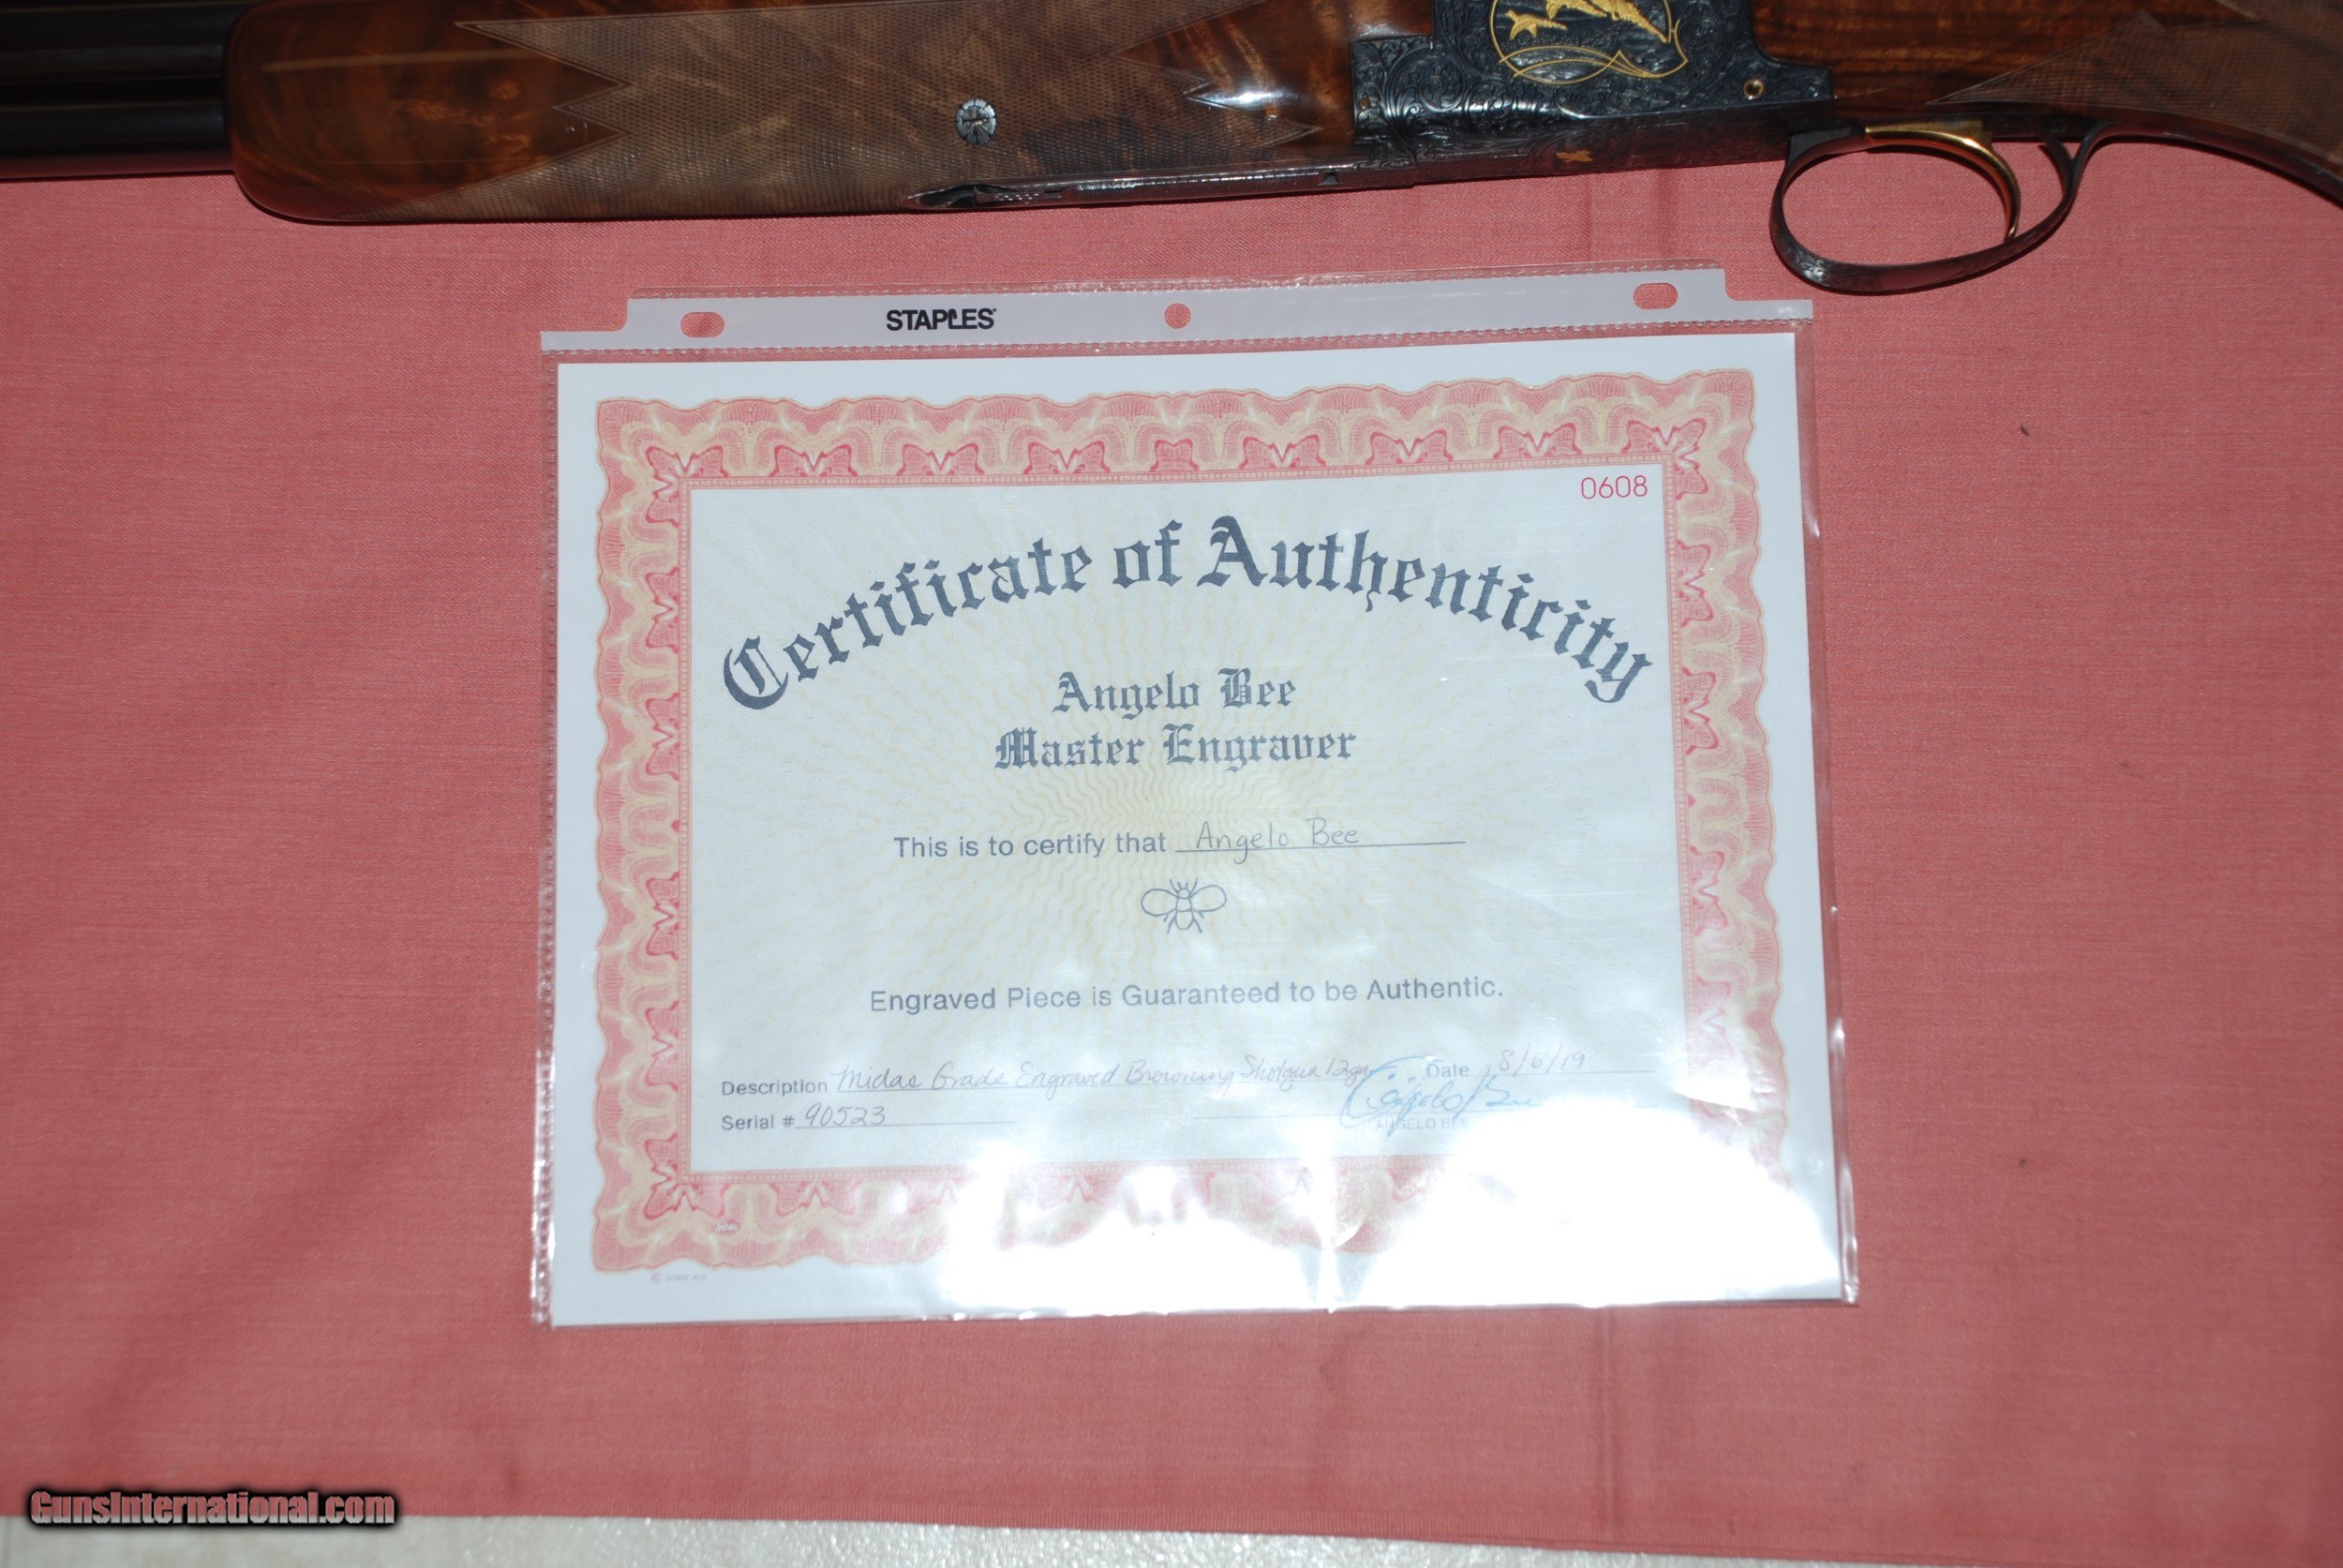 STAPLES
0608
Certificate of Authenticity
Angelo Bee
Master Engraver
This is to certify that Angelo Bee
Engraved Piece is Guaranteed to be Authentic.
Description Midas Grade Engraved Browning Shotgun 12ga Date 8/6/19
Serial # 90523
Angelo Bee
ANGELO BEE
GunsInternational.com